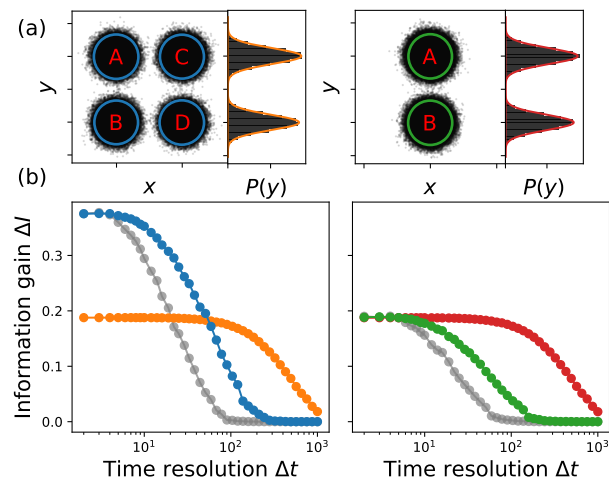 (a)
A C
B D
y
x
P(y)
A
B
y
x
P(y)
(b)
Information gain ΔI
0.3
0.2
0.1
0.0
10¹ 10² 10³
Time resolution Δt
10¹ 10² 10³
Time resolution Δt